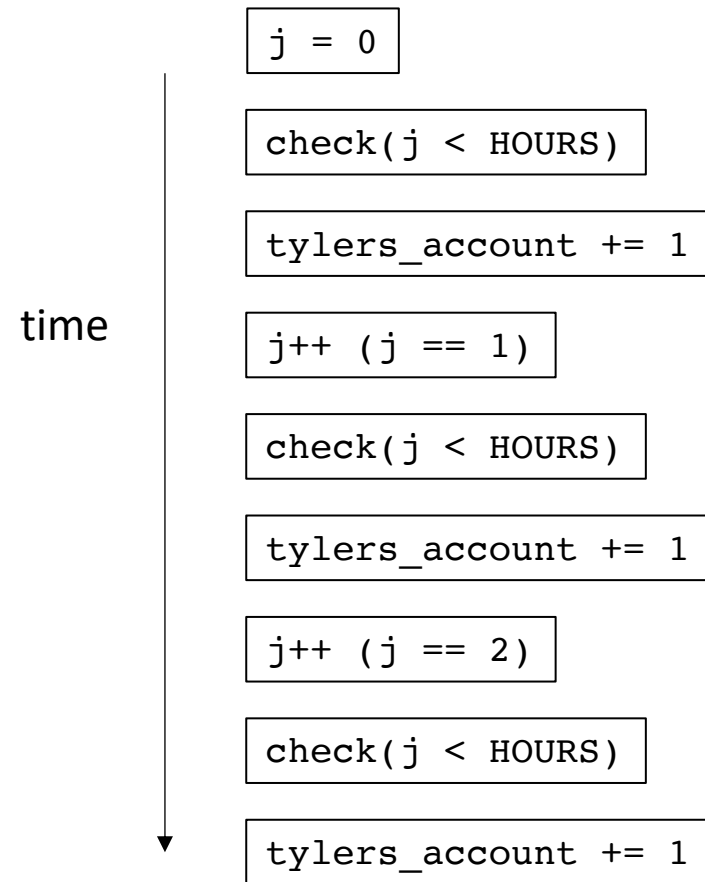 j = 0
check(j < HOURS)
tylers_account += 1
time
j++ (j == 1)
check(j < HOURS)
tylers_account += 1
j++ (j == 2)
check(j < HOURS)
tylers_account += 1